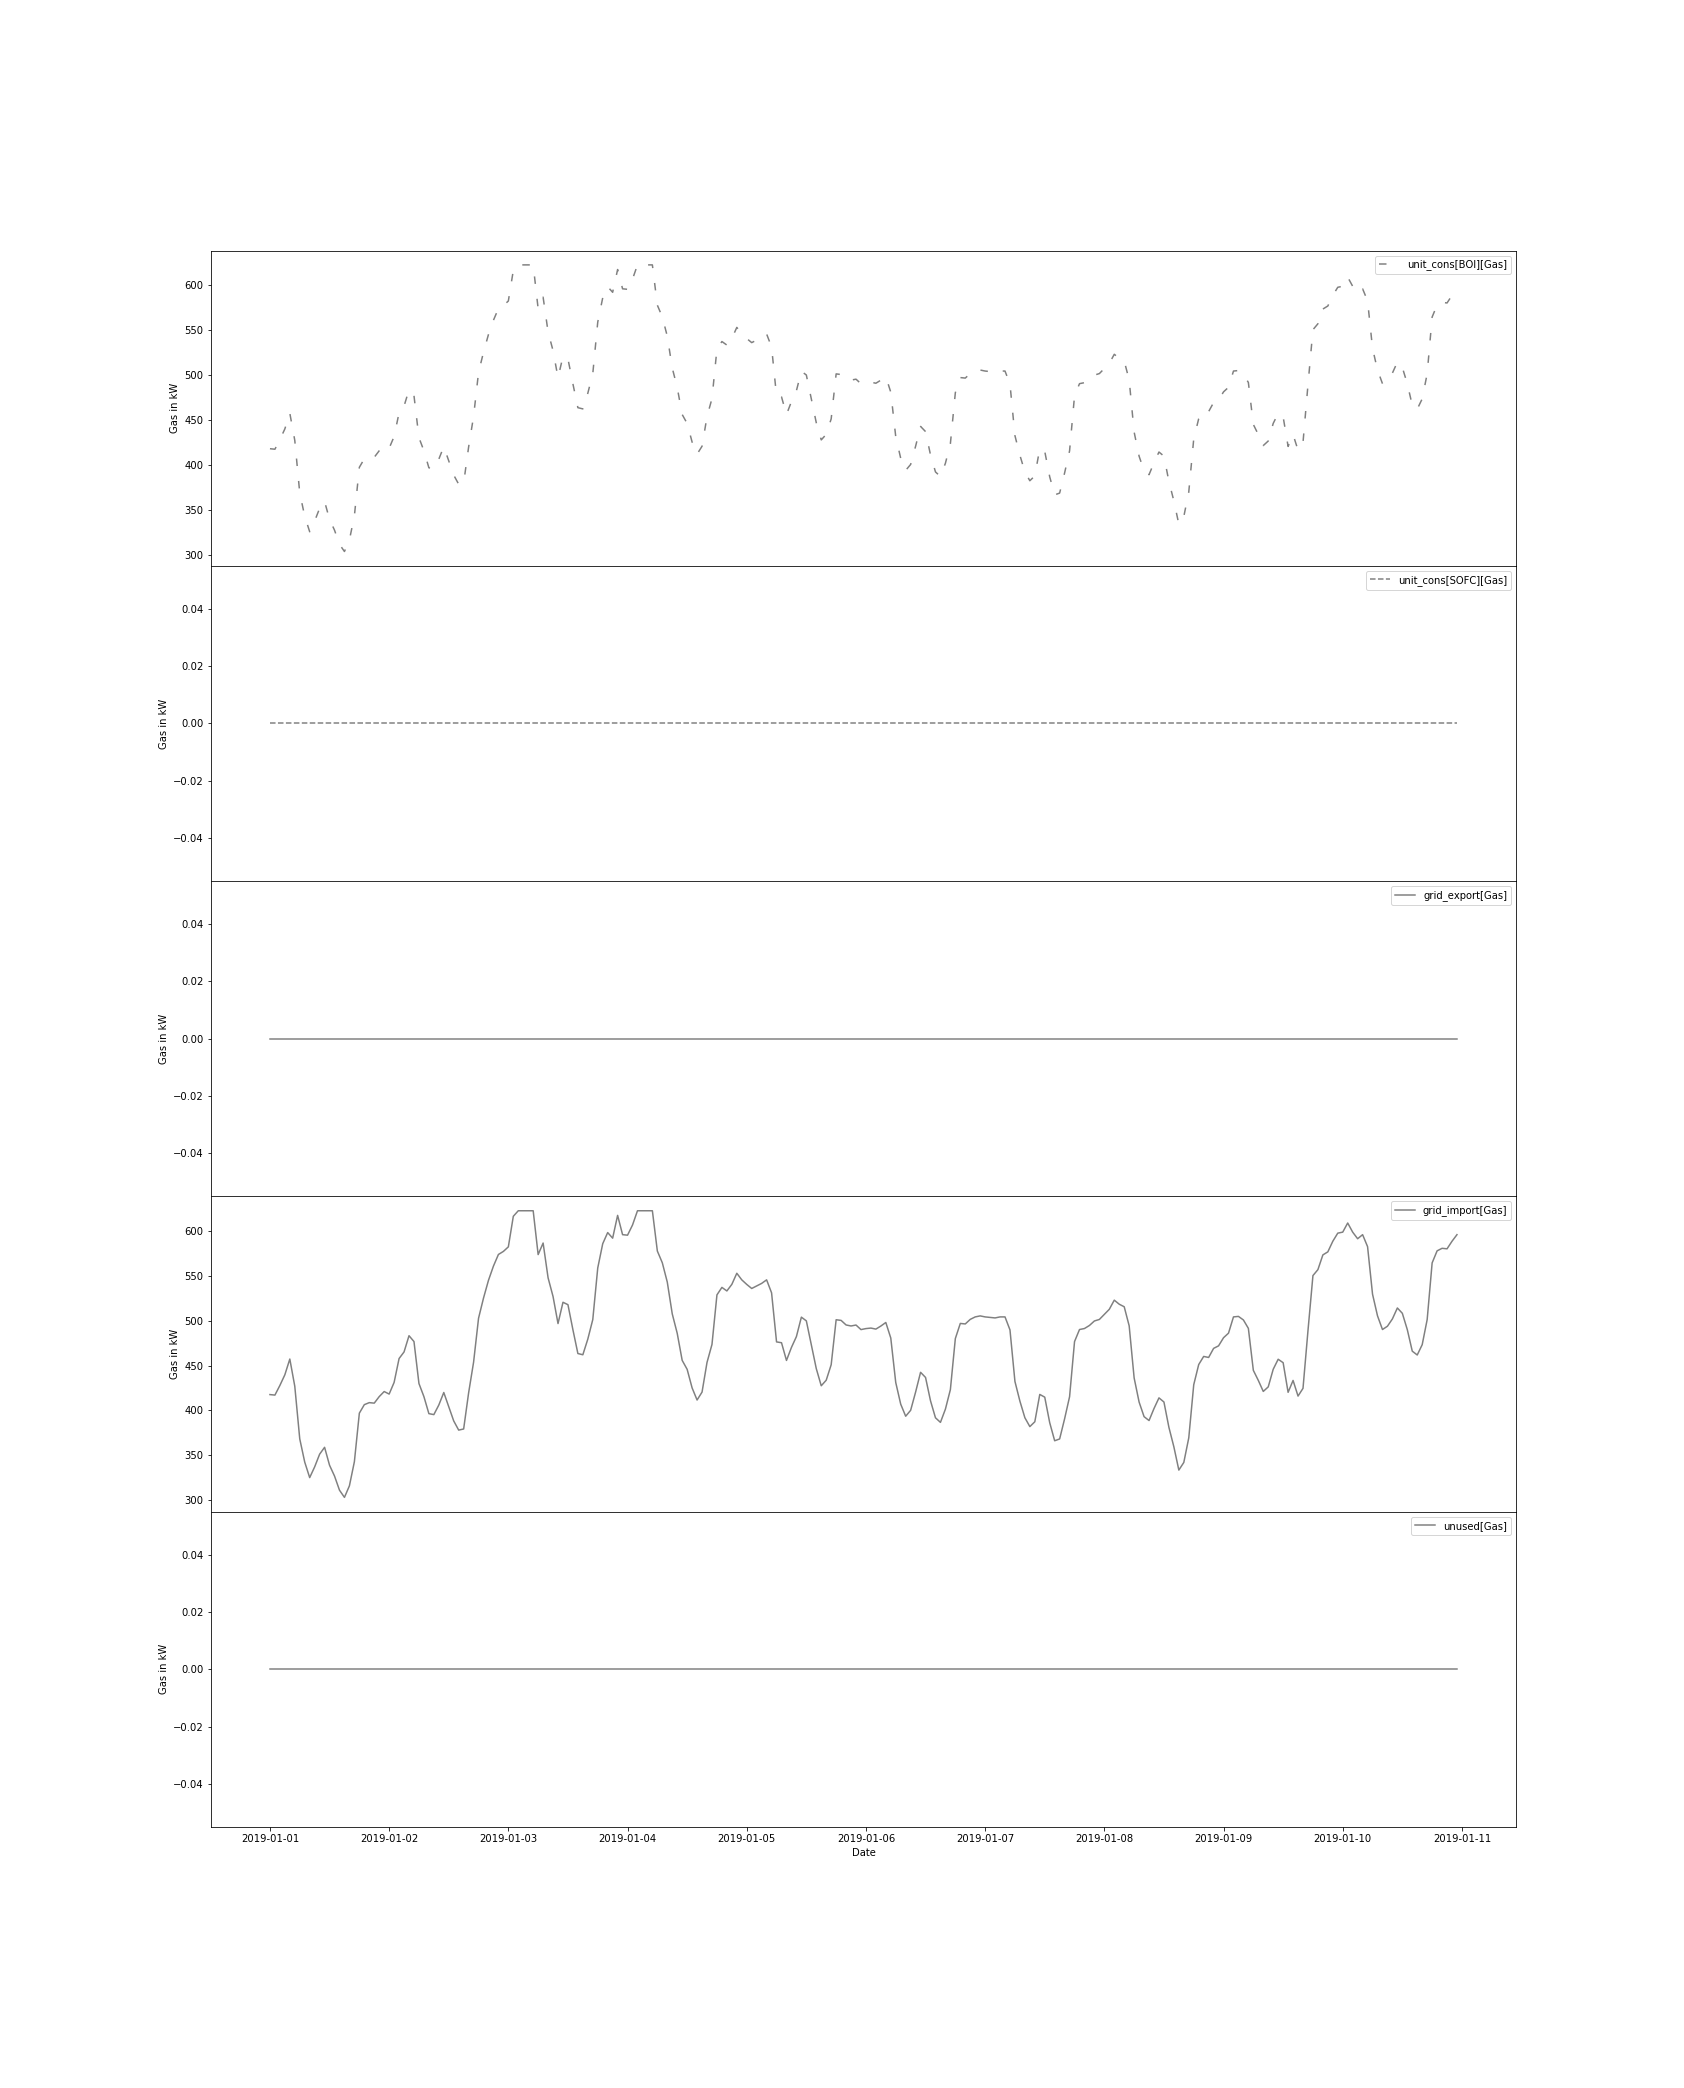 unit_cons[BOI][Gas]
600
550
500
450
400
350
300
Gas in kW
unit_cons[SOFC][Gas]
0.04
0.02
0.00
−0.02
−0.04
Gas in kW
grid_export[Gas]
0.04
0.02
0.00
−0.02
−0.04
Gas in kW
grid_import[Gas]
600
550
500
450
400
350
300
Gas in kW
unused[Gas]
0.04
0.02
0.00
−0.02
−0.04
Gas in kW
2019-01-01 2019-01-02 2019-01-03 2019-01-04 2019-01-05 2019-01-06 2019-01-07 2019-01-08 2019-01-09 2019-01-10 2019-01-11
Date